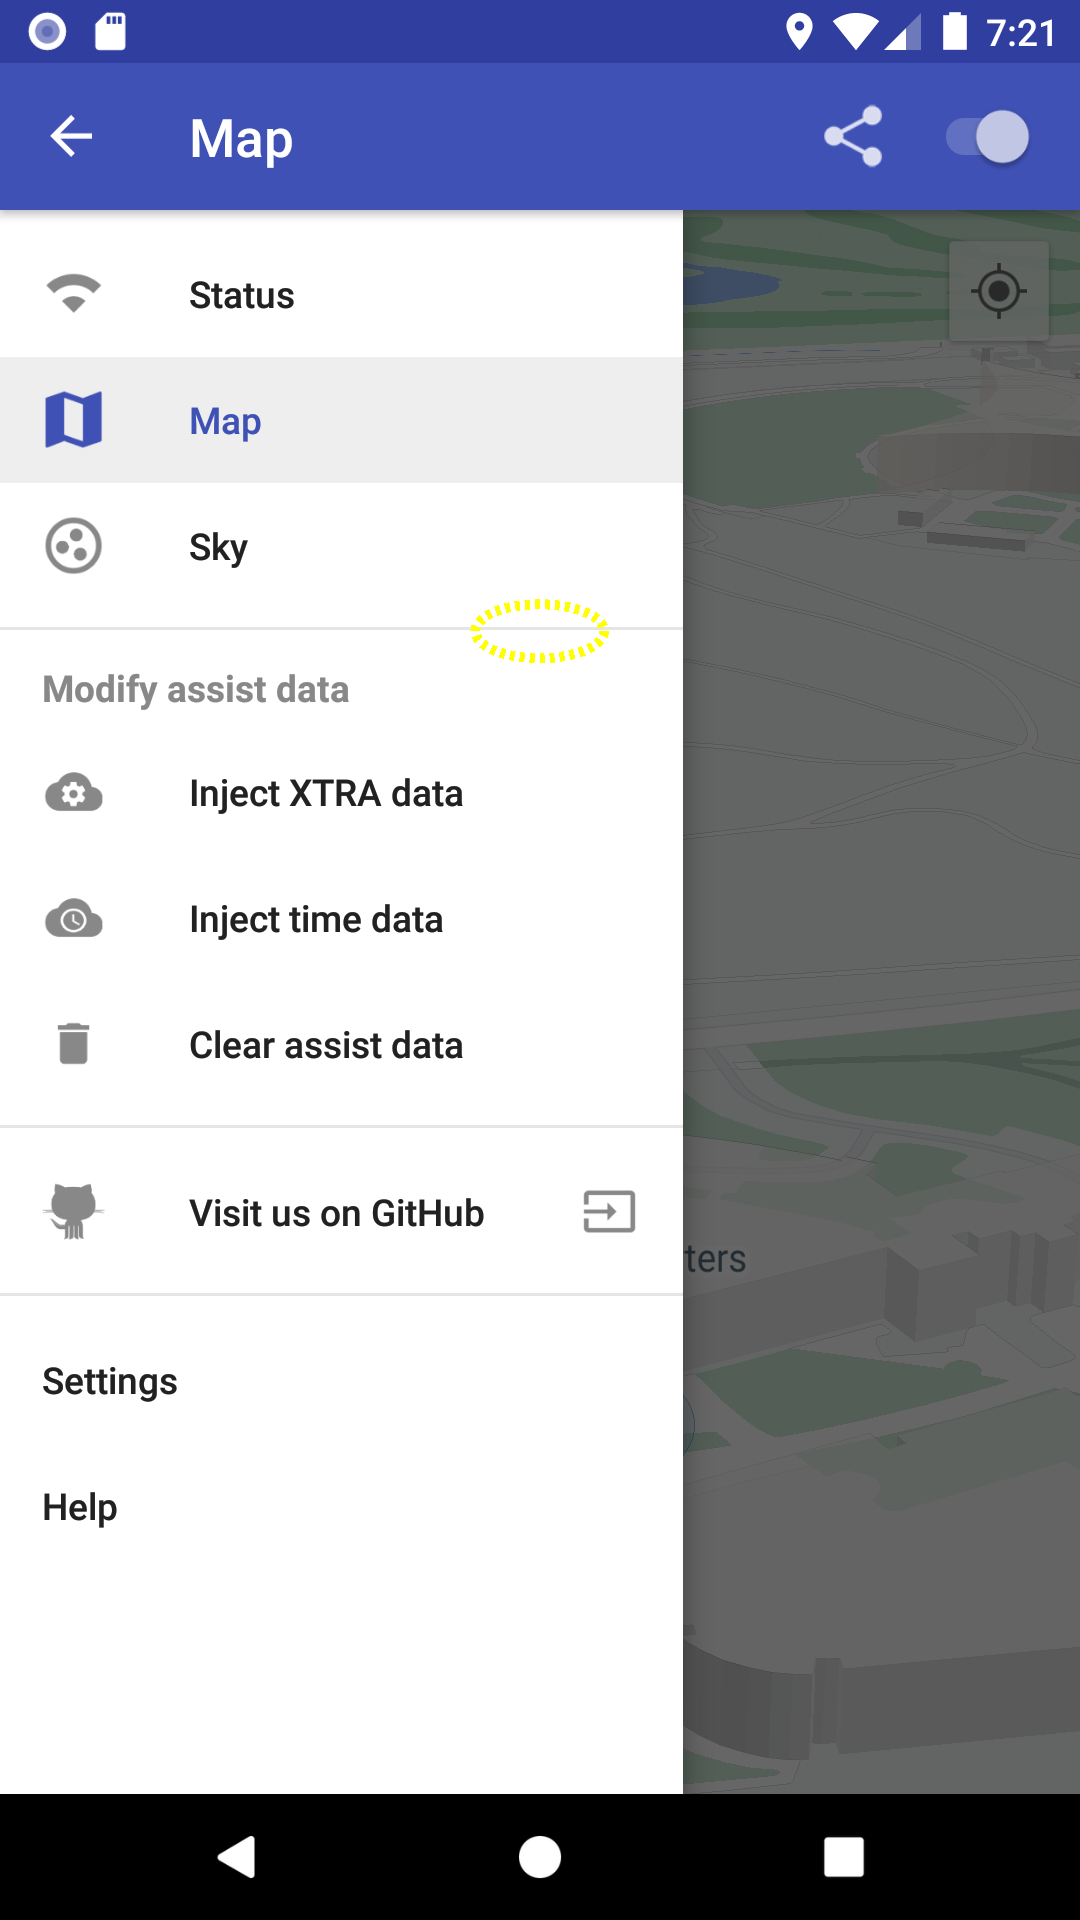 7:21
Map
Status
Map
Sky
Modify assist data
Inject XTRA data
Inject time data
Clear assist data
Visit us on GitHub
ters
Settings
Help